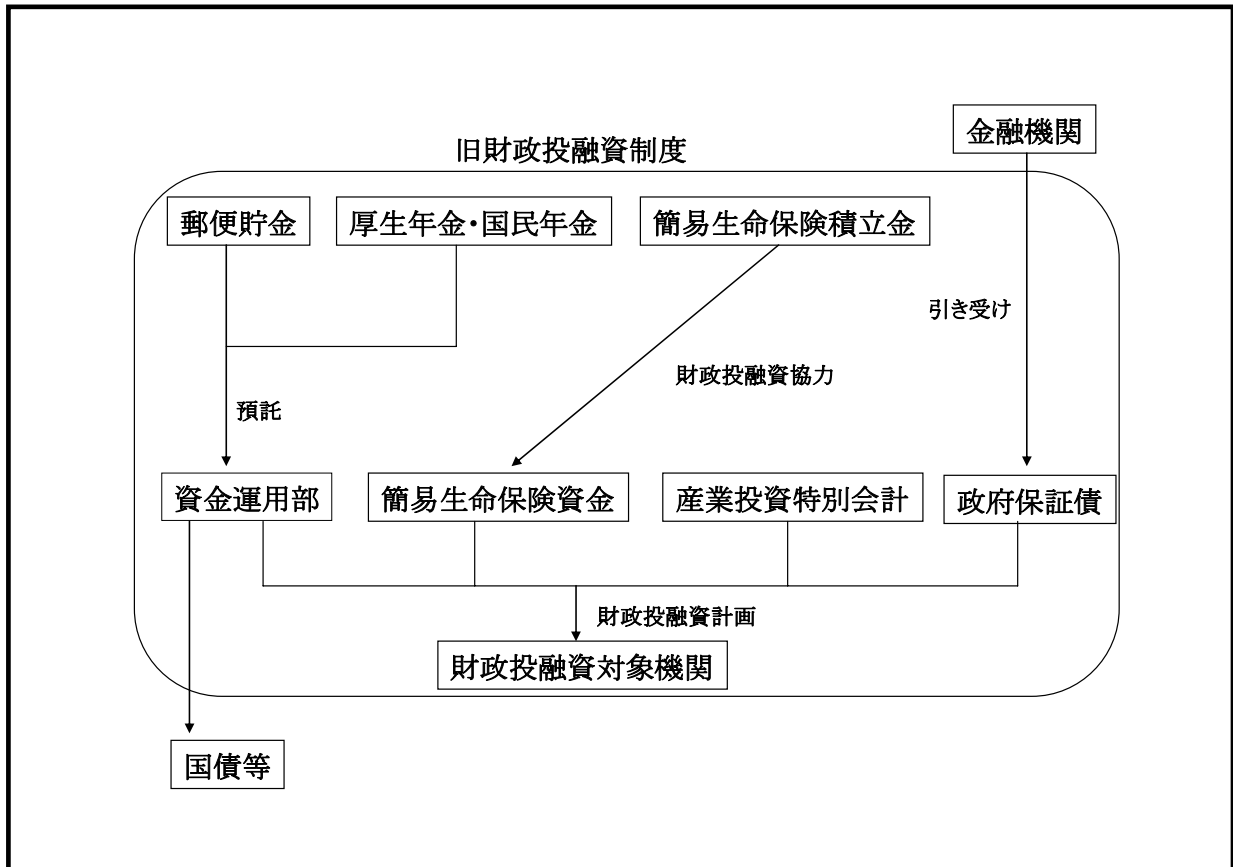 金融機関
旧財政投融資制度
郵便貯金
厚生年金・国民年金
簡易生命保険積立金
引き受け
財政投融資協力
預託
資金運用部
簡易生命保険資金
産業投資特別会計
政府保証債
財政投融資計画
財政投融資対象機関
国債等